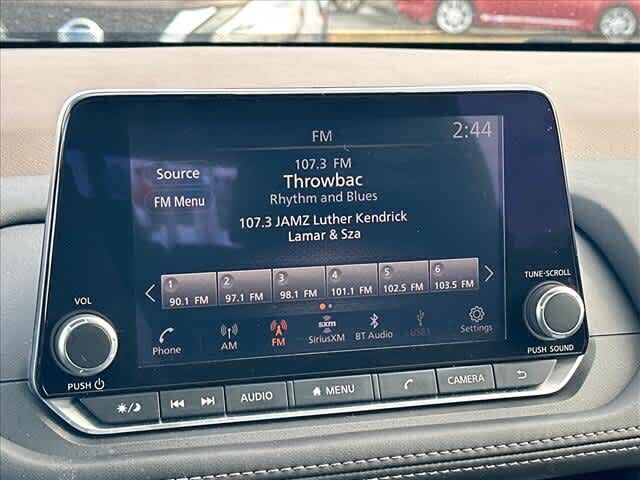 FM
2:44
107.3 FM
Source
Throwbac
Rhythm and Blues
FM Menu
107.3 JAMZ Luther Kendrick
Lamar & Sza
1 2 3 4 5 6
90.1 FM 97.1 FM 98.1 FM 101.1 FM 102.5 FM 103.5 FM
Phone AM FM SiriusXM BT Audio USB1 Settings
sxm
VOL
PUSH
TUNE·SCROLL
PUSH SOUND
AUDIO MENU CAMERA